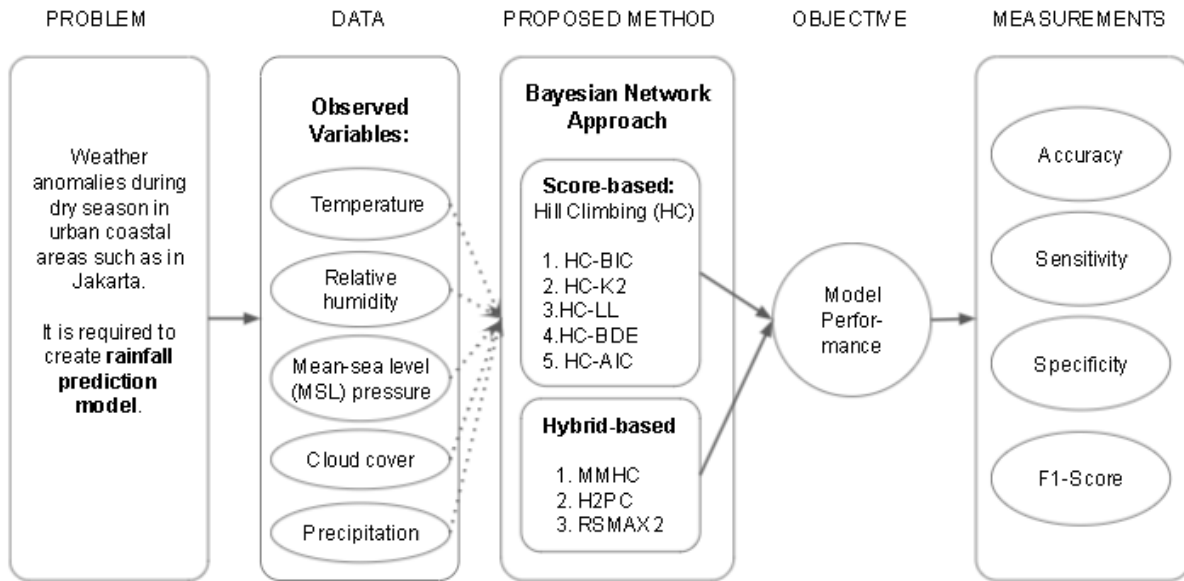 PROBLEM
DATA
PROPOSED METHOD
OBJECTIVE
MEASUREMENTS
Weather
anomalies during
dry season in
urban coastal
areas such as in
Jakarta.
It is required to
create rainfall
prediction
model.
Observed
Variables:
Temperature
Relative
humidity
Mean-sea level
(MSL) pressure
Cloud cover
Precipitation
Bayesian Network
Approach
Score-based:
Hill Climbing (HC)
1. HC-BIC
2. HC-K2
3.HC-LL
4.HC-BDE
5. HC-AIC
Hybrid-based
1. MMHC
2. H2PC
3. RSMAX2
Model
Perfor-
mance
Accuracy
Sensitivity
Specificity
F1-Score